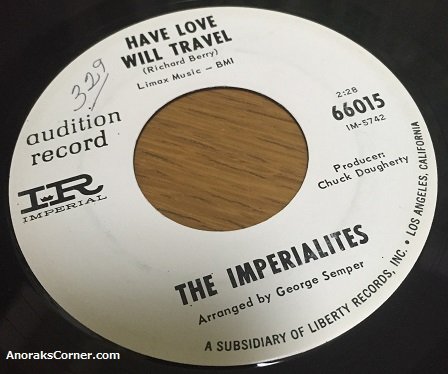 HAVE LOVE
WILL TRAVEL
(Richard Berry)
Limax Music - BMI
329
audition
record
IR
IMPERIAL
2:28
66015
IM-5742
Producer:
Chuck Daugherty
THE IMPERIALITES
Arranged by George Semper
A SUBSIDIARY OF LIBERTY RECORDS, INC. • LOS ANGELES, CALIFORNIA
AnoraksCorner.com